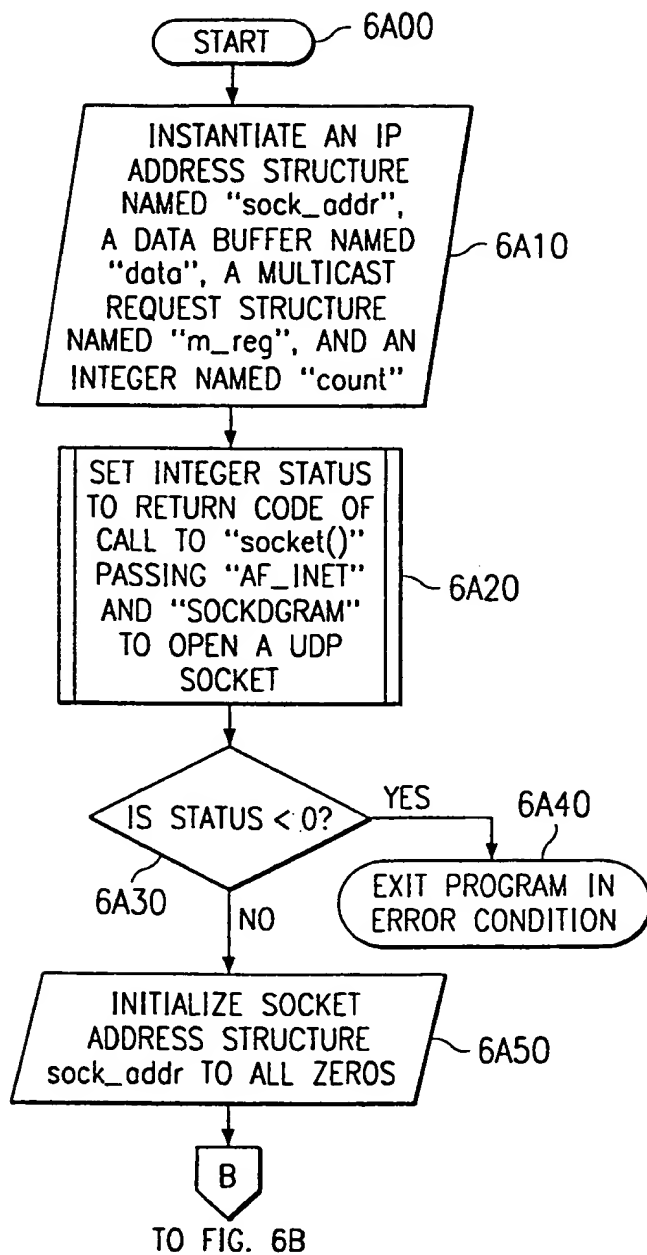 START
6A00
INSTANTIATE AN IP
ADDRESS STRUCTURE
NAMED "sock_addr",
A DATA BUFFER NAMED
"data", A MULTICAST
REQUEST STRUCTURE
NAMED "m_reg", AND AN
INTEGER NAMED "count"
6A10
SET INTEGER STATUS
TO RETURN CODE OF
CALL TO "socket()"
PASSING "AF_INET"
AND "SOCKDGRAM"
TO OPEN A UDP
SOCKET
6A20
IS STATUS < 0?
YES
6A30
NO
6A40
EXIT PROGRAM IN
ERROR CONDITION
INITIALIZE SOCKET
ADDRESS STRUCTURE
sock_addr TO ALL ZEROS
6A50
B
TO FIG. 6B